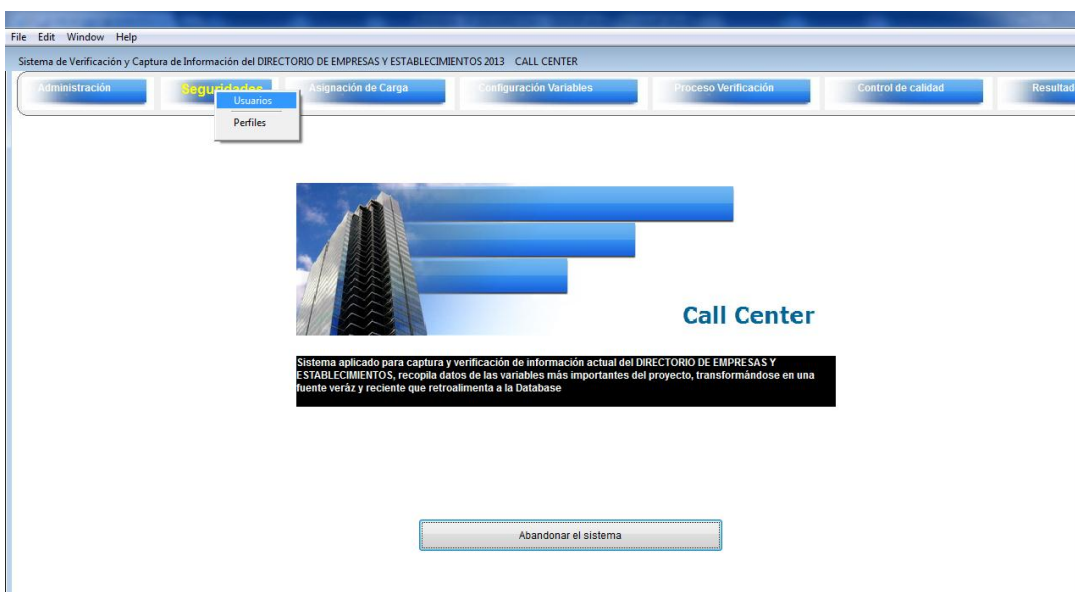 File Edit Window Help
Sistema de Verificación y Captura de Información del DIRECTORIO DE EMPRESAS Y ESTABLECIMIENTOS 2013 CALL CENTER
Administración Seguridades Asignación de Carga Configuración Variables Proceso Verificación Control de calidad Resultad
Usuarios
Perfiles
Call Center
Sistema aplicado para captura y verificación de información actual del DIRECTORIO DE EMPRESAS Y
ESTABLECIMIENTOS, recopila datos de las variables más importantes del proyecto, transformándose en una
fuente veráz y reciente que retroalimenta a la Database
Abandonar el sistema